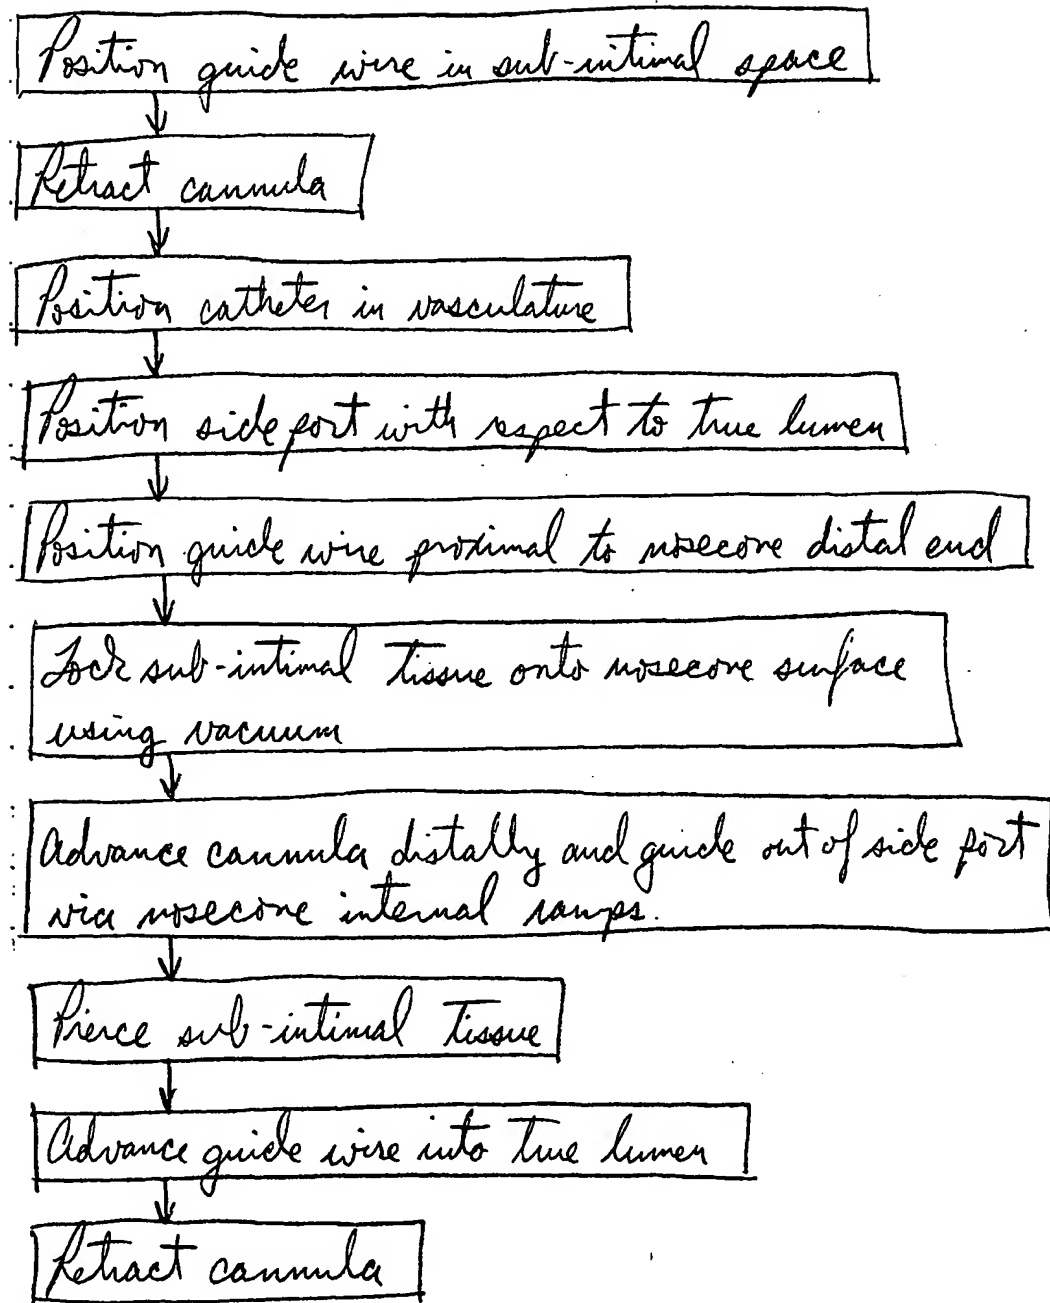 Position guide wire in sub-intimal space
Retract cannula
Position catheter in vasculature
Position side port with respect to true lumen
Position guide wire proximal to nosecone distal end
Lock sub-intimal tissue onto nosecone surface
using vacuum
Advance cannula distally and guide out of side port
via nosecone internal ramps.
Pierce sub-intimal tissue
Advance guide wire into true lumen
Retract cannula